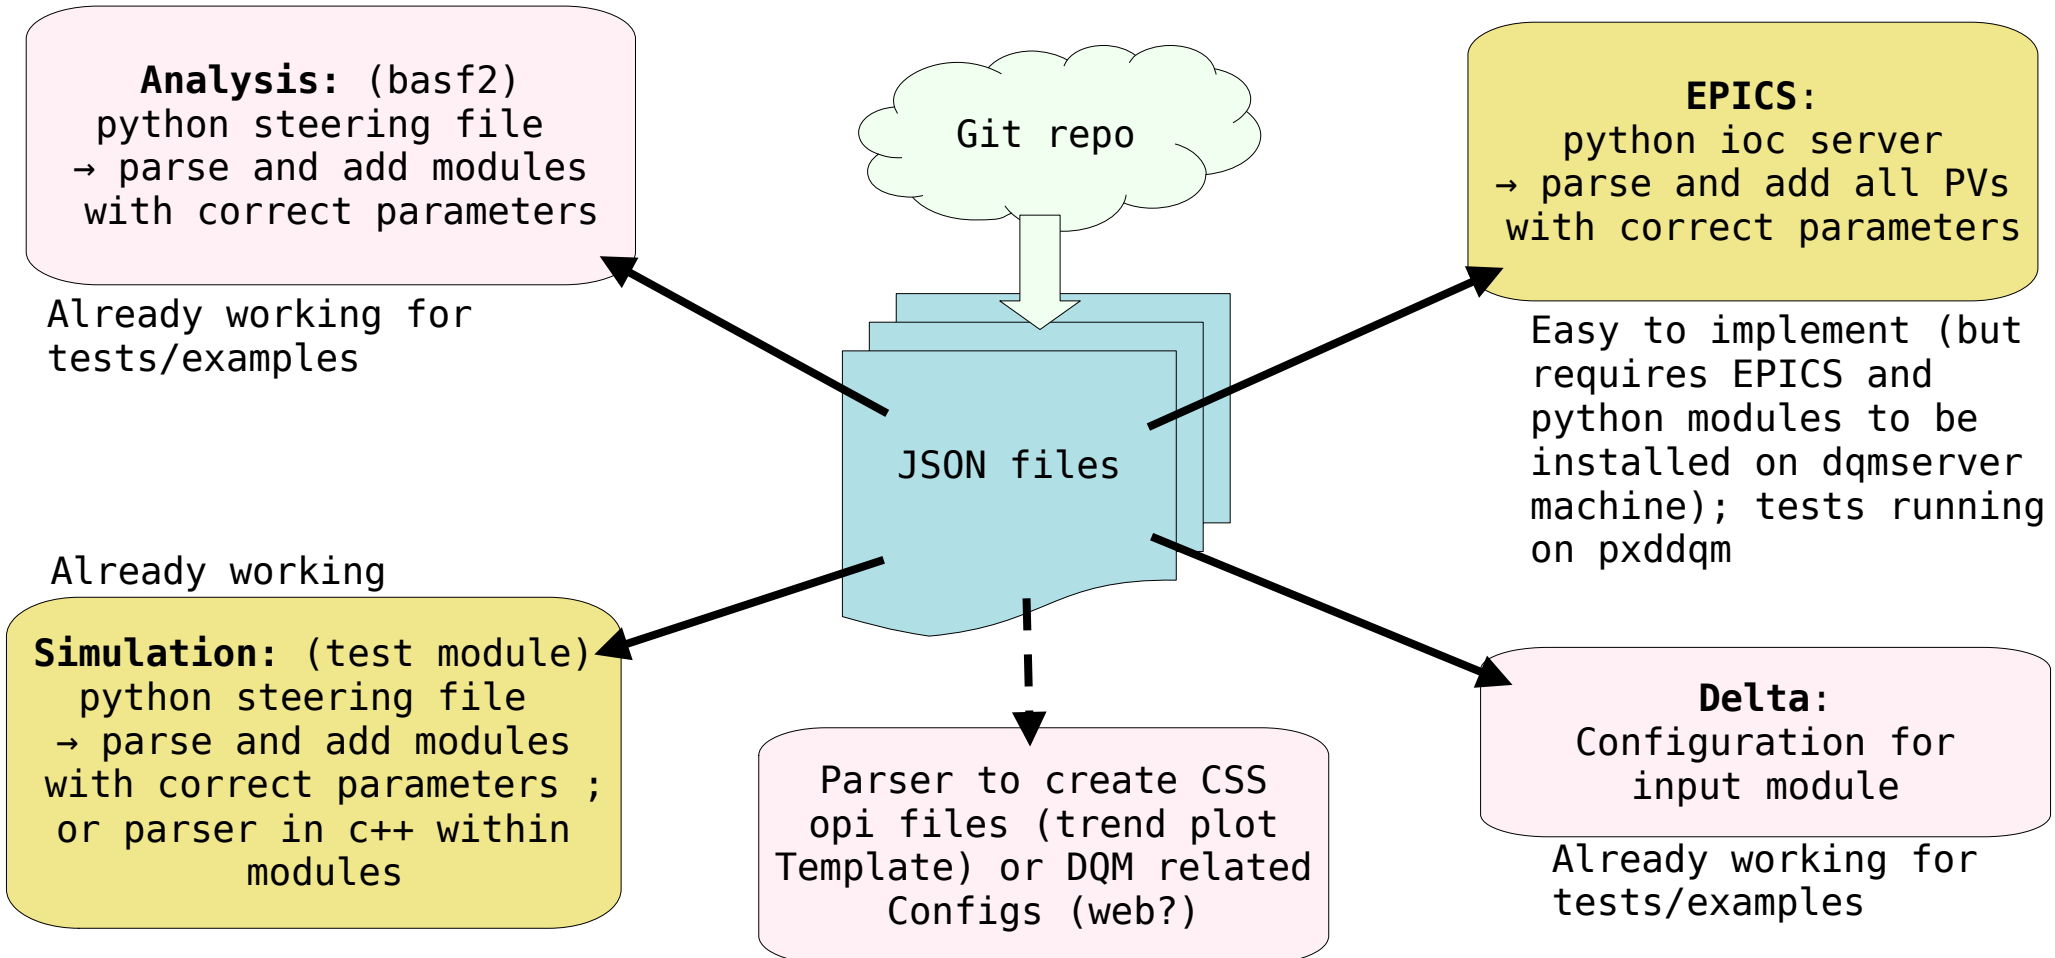 Analysis: (basf2)
python steering file
→ parse and add modules
with correct parameters
Already working for
tests/examples
Git repo
EPICS:
python ioc server
→ parse and add all PVs
with correct parameters
Easy to implement (but
requires EPICS and
python modules to be
installed on dqmserver
machine); tests running
on pxddqm
JSON files
Already working
Simulation: (test module)
python steering file
→ parse and add modules
with correct parameters ;
or parser in c++ within
modules
Parser to create CSS
opi files (trend plot
Template) or DQM related
Configs (web?)
Delta:
Configuration for
input module
Already working for
tests/examples